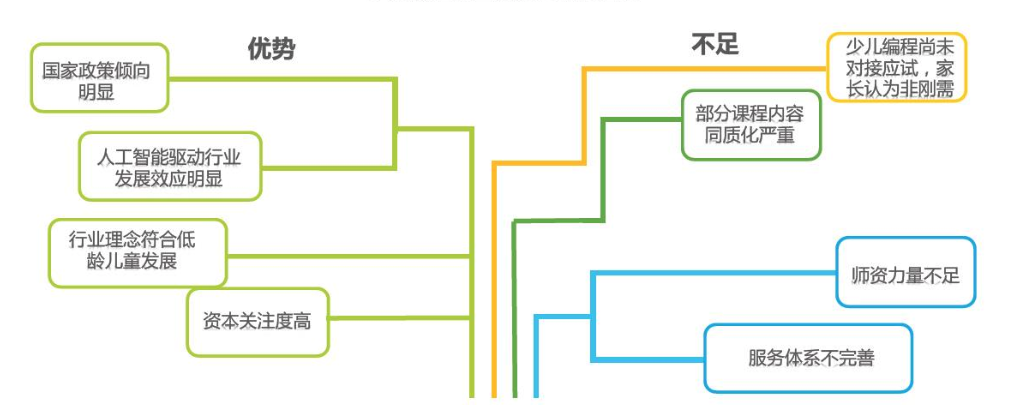 优势
国家政策倾向
明显
人工智能驱动行业
发展效应明显
行业理念符合低
龄儿童发展
资本关注度高
不足
少儿编程尚未
对接应试，家
长认为非刚需
部分课程内容
同质化严重
师资力量不足
服务体系不完善